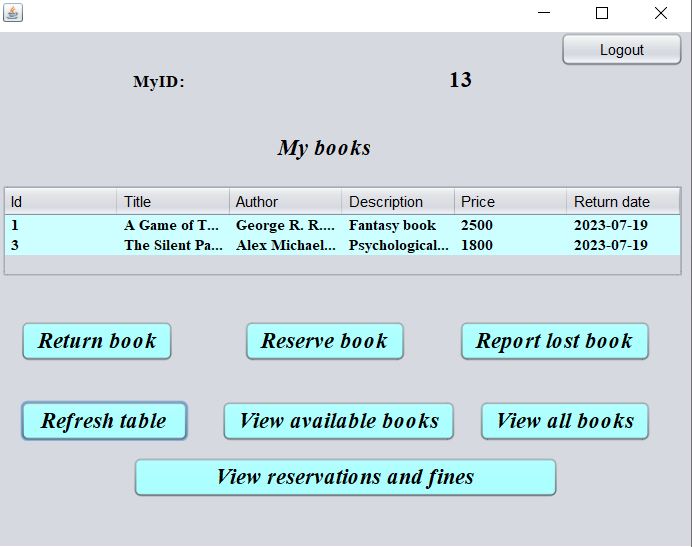 Logout
MyID: 13
My books
Id Title Author Description Price Return date
1 A Game of T... George R. R.... Fantasy book 2500 2023-07-19
3 The Silent Pa... Alex Michael... Psychological... 1800 2023-07-19
Return book Reserve book Report lost book
Refresh table View available books View all books
View reservations and fines